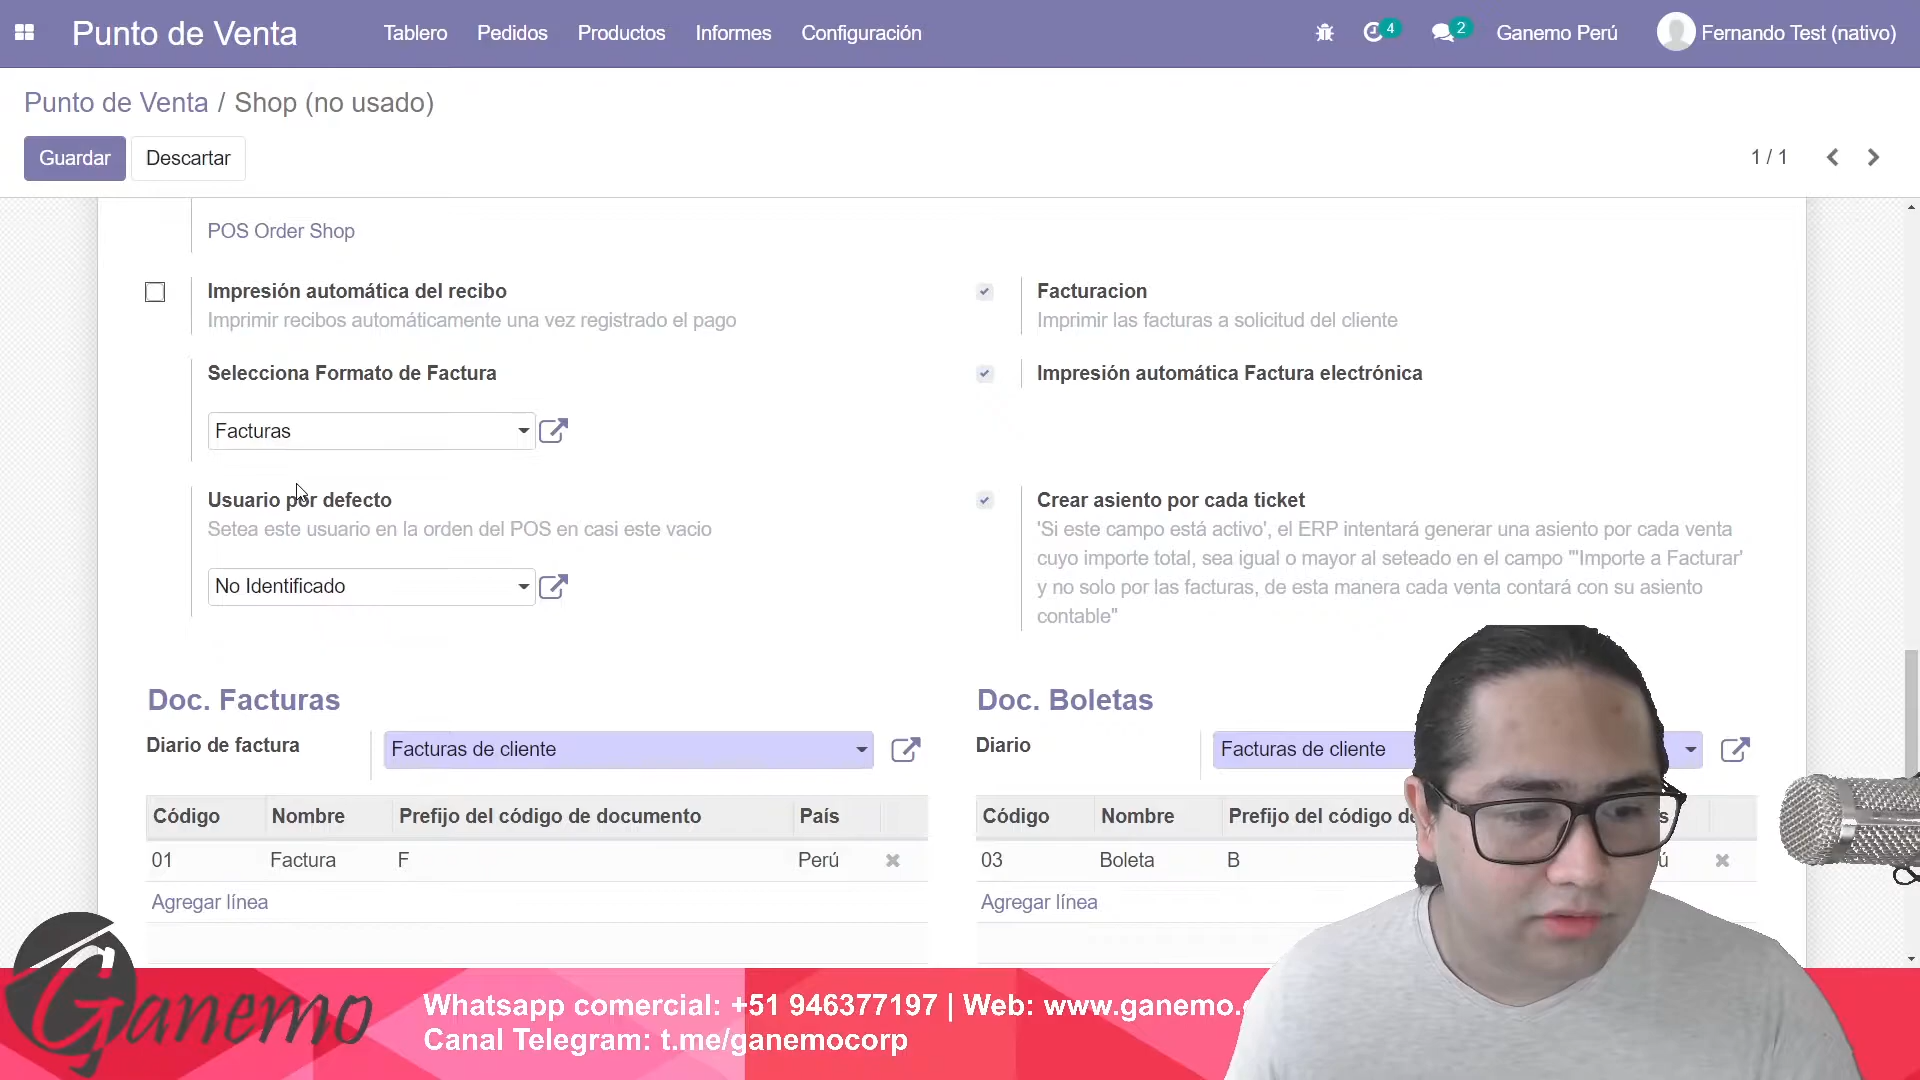 Punto de Venta
Tablero
Pedidos
Productos
Informes
Configuración
4
2
Ganemo Perú
Fernando Test (nativo)
Punto de Venta / Shop (no usado)
Guardar
Descartar
1 / 1
POS Order Shop
Impresión automática del recibo
Imprimir recibos automáticamente una vez registrado el pago
Facturacion
Imprimir las facturas a solicitud del cliente
Selecciona Formato de Factura
Facturas
Impresión automática Factura electrónica
Usuario por defecto
Setea este usuario en la orden del POS en casi este vacio
No Identificado
Crear asiento por cada ticket
'Si este campo está activo', el ERP intentará generar una asiento por cada venta
cuyo importe total, sea igual o mayor al seteado en el campo "'Importe a Facturar'
y no solo por las facturas, de esta manera cada venta contará con su asiento
contable"
Doc. Facturas
Diario de factura
Facturas de cliente
Código Nombre Prefijo del código de documento País
01 Factura F Perú
Agregar línea
Doc. Boletas
Diario
Facturas de cliente
Código Nombre Prefijo del código
03 Boleta B
Agregar línea
Ganemo
Whatsapp comercial: +51 946377197 | Web: www.ganemo.
Canal Telegram: t.me/ganemocorp